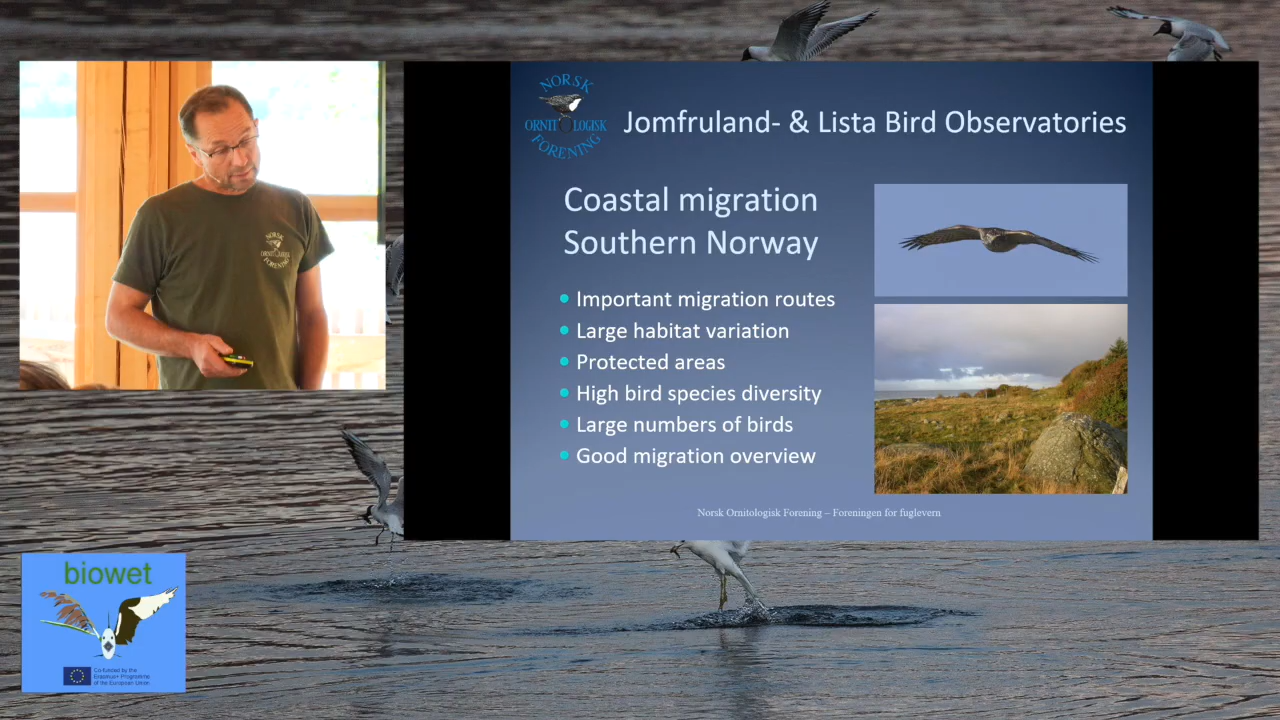 NORSK
ORNITOLOGISK
FORENING
Jomfruland- & Lista Bird Observatories
Coastal migration
Southern Norway
Important migration routes
Large habitat variation
Protected areas
High bird species diversity
Large numbers of birds
Good migration overview
Norsk Ornitologisk Forening – Foreningen for fuglevern
NORSK
FORENING
biowet
Co-funded by the
Erasmus+ Programme
of the European Union